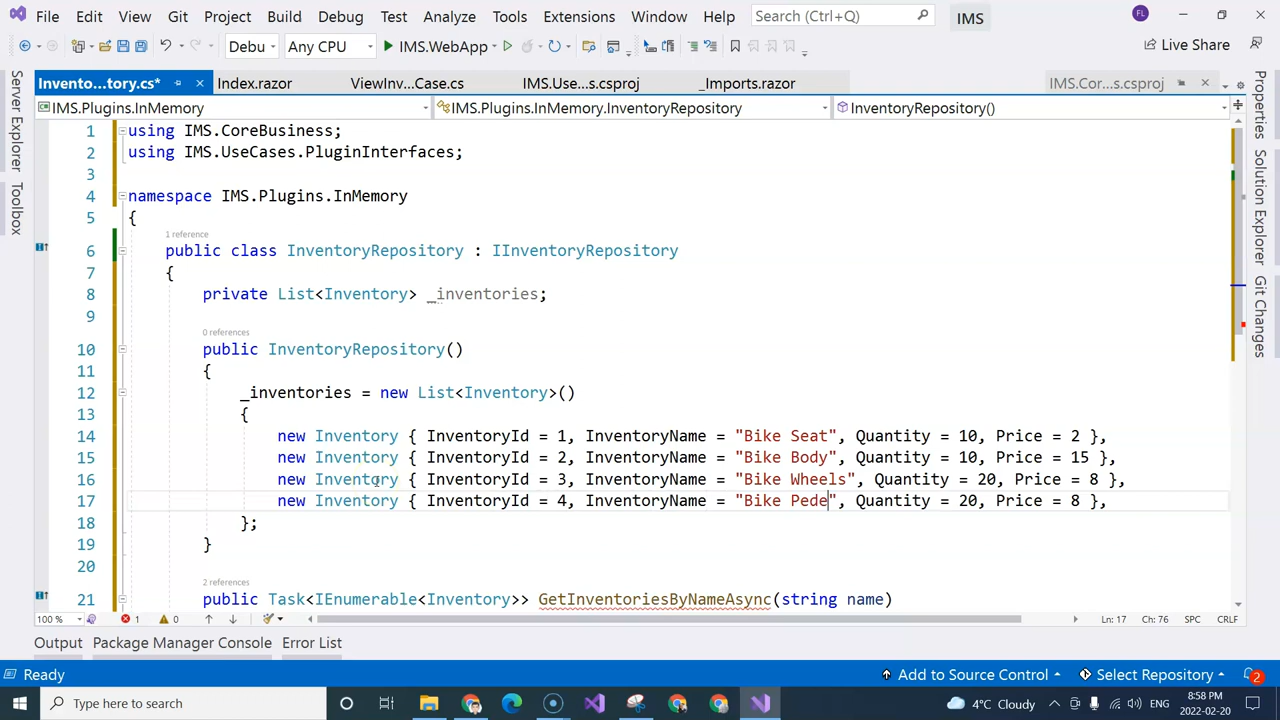 File Edit View Git Project Build Debug Test Analyze Tools Extensions Window Help Search (Ctrl+Q) IMS FL
Debu Any CPU IMS.WebApp Live Share
Invento...tory.cs* Index.razor ViewInv...Case.cs IMS.Use...s.csproj _Imports.razor IMS.Cor...s.csproj
IMS.Plugins.InMemory IMS.Plugins.InMemory.InventoryRepository InventoryRepository()
1 using IMS.CoreBusiness;
2 using IMS.UseCases.PluginInterfaces;
3
4 namespace IMS.Plugins.InMemory
5 {
1 reference
6 public class InventoryRepository : IInventoryRepository
7 {
8 private List<Inventory> _inventories;
9
0 references
10 public InventoryRepository()
11 {
12 _inventories = new List<Inventory>()
13 {
14 new Inventory { InventoryId = 1, InventoryName = "Bike Seat", Quantity = 10, Price = 2 },
15 new Inventory { InventoryId = 2, InventoryName = "Bike Body", Quantity = 10, Price = 15 },
16 new Inventory { InventoryId = 3, InventoryName = "Bike Wheels", Quantity = 20, Price = 8 },
17 new Inventory { InventoryId = 4, InventoryName = "Bike Pede", Quantity = 20, Price = 8 },
18 };
19 }
20
2 references
21 public Task<IEnumerable<Inventory>> GetInventoriesByNameAsync(string name)
100 % 1 0 Ln: 17 Ch: 76 SPC CRLF
Output Package Manager Console Error List
Ready Add to Source Control Select Repository 2
Type here to search 4°C Cloudy 8:58 PM
2022-02-20
Server Explorer
Toolbox
Properties
Solution Explorer
Git Changes